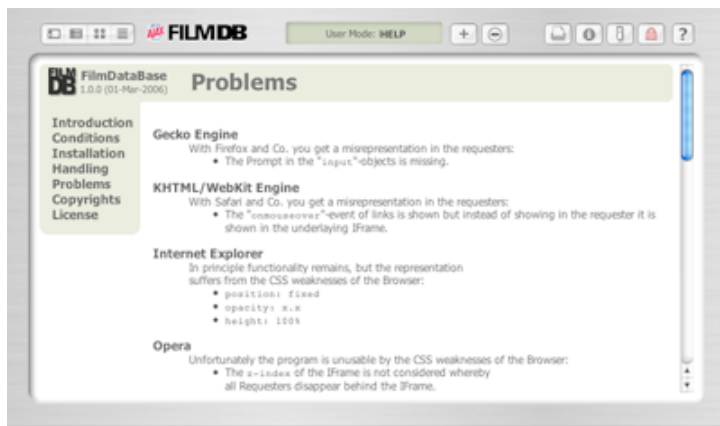 AJAX FILMDB User Mode: HELP + − ?
FILM DB FilmDataBase
1.0.0 (01-Mar-2006)
Problems
Introduction
Conditions
Installation
Handling
Problems
Copyrights
License
Gecko Engine
With Firefox and Co. you get a misrepresentation in the requesters:
• The Prompt in the "input"-objects is missing.
KHTML/WebKit Engine
With Safari and Co. you get a misrepresentation in the requesters:
• The "onmouseover"-event of links is shown but instead of showing in the requester it is
shown in the underlaying IFrame.
Internet Explorer
In principle functionality remains, but the representation
suffers from the CSS weaknesses of the Browser:
• position: fixed
• opacity: x.x
• height: 100%
Opera
Unfortunately the program is unusable by the CSS weaknesses of the Browser:
• The z-index of the IFrame is not considered whereby
all Requesters disappear behind the IFrame.